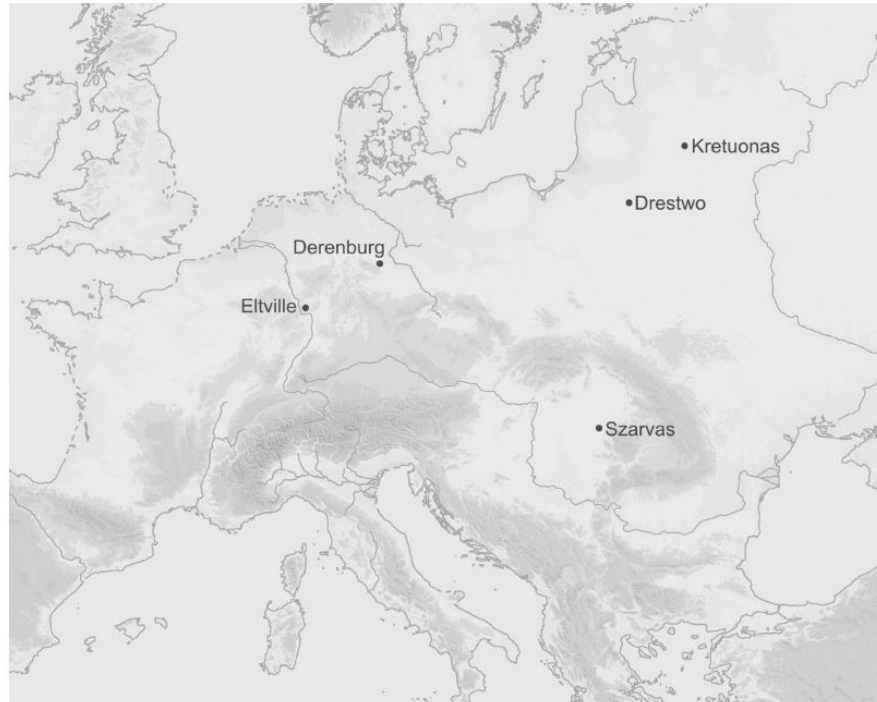 Kretuonas
Drestwo
Derenburg
Eltville
Szarvas